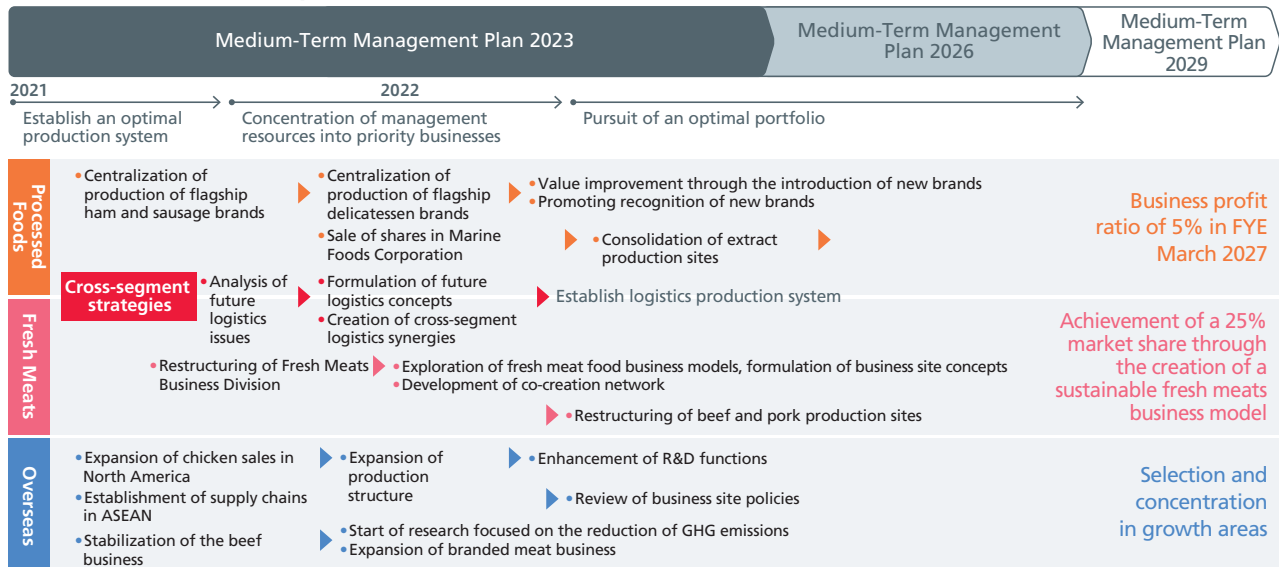 Medium-Term Management Plan 2023
Medium-Term Management
Plan 2026
Medium-Term
Management Plan
2029
2021
2022
Establish an optimal
production system
Concentration of management
resources into priority businesses
Pursuit of an optimal portfolio
Processed
Foods
•Centralization of
production of flagship
ham and sausage brands
•Centralization of
production of flagship
delicatessen brands
•Sale of shares in Marine
Foods Corporation
•Value improvement through the introduction of new brands
•Promoting recognition of new brands
•Consolidation of extract
production sites
Business profit
ratio of 5% in FYE
March 2027
Cross-segment
strategies
•Analysis of
future
logistics
issues
•Formulation of future
logistics concepts
•Creation of cross-segment
logistics synergies
Establish logistics production system
Fresh Meats
•Restructuring of Fresh Meats
Business Division
•Exploration of fresh meat food business models, formulation of business site concepts
•Development of co-creation network
•Restructuring of beef and pork production sites
Achievement of a 25%
market share through
the creation of a
sustainable fresh meats
business model
Overseas
•Expansion of chicken sales in
North America
•Establishment of supply chains
in ASEAN
•Stabilization of the beef
business
•Expansion of
production
structure
•Enhancement of R&D functions
•Review of business site policies
•Start of research focused on the reduction of GHG emissions
•Expansion of branded meat business
Selection and
concentration
in growth areas